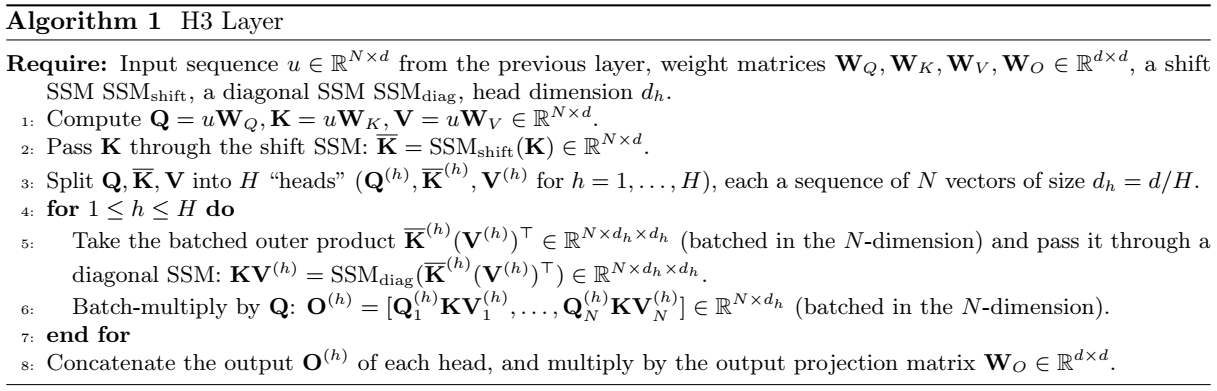 Algorithm 1 H3 Layer
Require: Input sequence $u \in \mathbb{R}^{N \times d}$ from the previous layer, weight matrices $\mathbf{W}_Q, \mathbf{W}_K, \mathbf{W}_V, \mathbf{W}_O \in \mathbb{R}^{d \times d}$, a shift
SSM $\text{SSM}_{\text{shift}}$, a diagonal SSM $\text{SSM}_{\text{diag}}$, head dimension $d_h$.
1: Compute $\mathbf{Q} = u\mathbf{W}_Q, \mathbf{K} = u\mathbf{W}_K, \mathbf{V} = u\mathbf{W}_V \in \mathbb{R}^{N \times d}$.
2: Pass $\mathbf{K}$ through the shift SSM: $\overline{\mathbf{K}} = \text{SSM}_{\text{shift}}(\mathbf{K}) \in \mathbb{R}^{N \times d}$.
3: Split $\mathbf{Q}, \overline{\mathbf{K}}, \mathbf{V}$ into $H$ “heads” ($\mathbf{Q}^{(h)}, \overline{\mathbf{K}}^{(h)}, \mathbf{V}^{(h)}$ for $h = 1, \ldots, H$), each a sequence of $N$ vectors of size $d_h = d/H$.
4: for $1 \leq h \leq H$ do
5: Take the batched outer product $\overline{\mathbf{K}}^{(h)}(\mathbf{V}^{(h)})^\top \in \mathbb{R}^{N \times d_h \times d_h}$ (batched in the $N$-dimension) and pass it through a
diagonal SSM: $\mathbf{KV}^{(h)} = \text{SSM}_{\text{diag}}(\overline{\mathbf{K}}^{(h)}(\mathbf{V}^{(h)})^\top) \in \mathbb{R}^{N \times d_h \times d_h}$.
6: Batch-multiply by $\mathbf{Q}$: $\mathbf{O}^{(h)} = [\mathbf{Q}_1^{(h)}\mathbf{KV}_1^{(h)}, \ldots, \mathbf{Q}_N^{(h)}\mathbf{KV}_N^{(h)}] \in \mathbb{R}^{N \times d_h}$ (batched in the $N$-dimension).
7: end for
8: Concatenate the output $\mathbf{O}^{(h)}$ of each head, and multiply by the output projection matrix $\mathbf{W}_O \in \mathbb{R}^{d \times d}$.